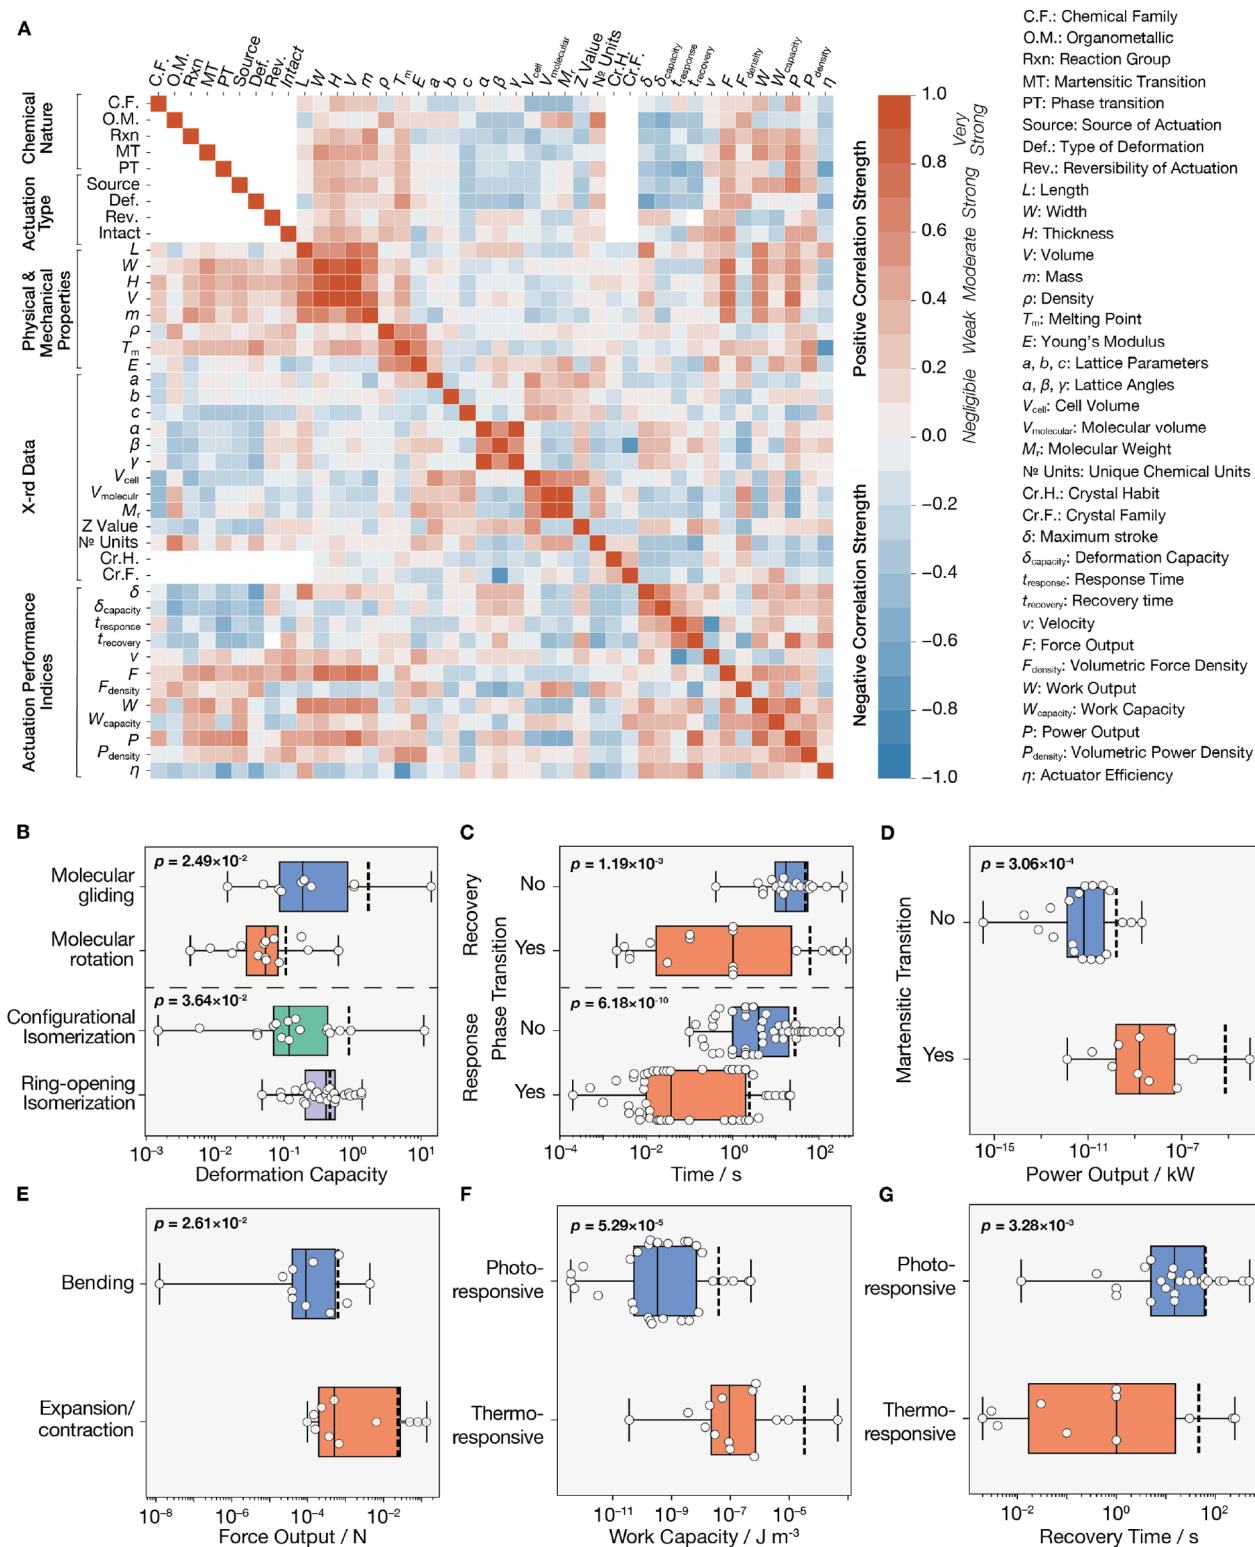 A
C.F.
O.M.
Rxn
MT
PT
Source
Def.
Rev.
Intact
L
W
H
V
m
ρ
Tm
E
a
b
c
α
β
γ
Vcell
Vmolecular
Mr
Z Value
№ Units
Cr.H.
Cr.F.
δ
δcapacity
tresponse
trecovery
v
F
Fdensity
W
Wcapacity
P
Pdensity
η
Chemical
Nature
Actuation
Type
Physical &
Mechanical
Properties
X-rd Data
Actuation Performance
Indices
C.F.
O.M.
Rxn
MT
PT
Source
Def.
Rev.
Intact
L
W
H
V
m
ρ
Tm
E
a
b
c
α
β
γ
Vcell
Vmoleculr
Mr
Z Value
№ Units
Cr.H.
Cr.F.
δ
δcapacity
tresponse
trecovery
v
F
Fdensity
W
Wcapacity
P
Pdensity
η
1.0
0.8
0.6
0.4
0.2
0.0
−0.2
−0.4
−0.6
−0.8
−1.0
Positive Correlation Strength
Negative Correlation Strength
Negligible Weak Moderate Strong Very Strong
C.F.: Chemical Family
O.M.: Organometallic
Rxn: Reaction Group
MT: Martensitic Transition
PT: Phase transition
Source: Source of Actuation
Def.: Type of Deformation
Rev.: Reversibility of Actuation
L: Length
W: Width
H: Thickness
V: Volume
m: Mass
ρ: Density
Tm: Melting Point
E: Young's Modulus
a, b, c: Lattice Parameters
α, β, γ: Lattice Angles
Vcell: Cell Volume
Vmolecular: Molecular volume
Mr: Molecular Weight
№ Units: Unique Chemical Units
Cr.H.: Crystal Habit
Cr.F.: Crystal Family
δ: Maximum stroke
δcapacity: Deformation Capacity
tresponse: Response Time
trecovery: Recovery time
v: Velocity
F: Force Output
Fdensity: Volumetric Force Density
W: Work Output
Wcapacity: Work Capacity
P: Power Output
Pdensity: Volumetric Power Density
η: Actuator Efficiency
B
p = 2.49×10⁻²
Molecular
gliding
Molecular
rotation
p = 3.64×10⁻²
Configurational
Isomerization
Ring-opening
Isomerization
10⁻³ 10⁻² 10⁻¹ 10⁰ 10¹
Deformation Capacity
C
p = 1.19×10⁻³
Recovery
Response
Phase Transition
No
Yes
p = 6.18×10⁻¹⁰
No
Yes
10⁻⁴ 10⁻² 10⁰ 10²
Time / s
D
p = 3.06×10⁻⁴
Martensitic Transition
No
Yes
10⁻¹⁵ 10⁻¹¹ 10⁻⁷
Power Output / kW
E
p = 2.61×10⁻²
Bending
Expansion/
contraction
10⁻⁸ 10⁻⁶ 10⁻⁴ 10⁻²
Force Output / N
F
p = 5.29×10⁻⁵
Photo-
responsive
Thermo-
responsive
10⁻¹¹ 10⁻⁹ 10⁻⁷ 10⁻⁵
Work Capacity / J m⁻³
G
p = 3.28×10⁻³
Photo-
responsive
Thermo-
responsive
10⁻² 10⁰ 10²
Recovery Time / s